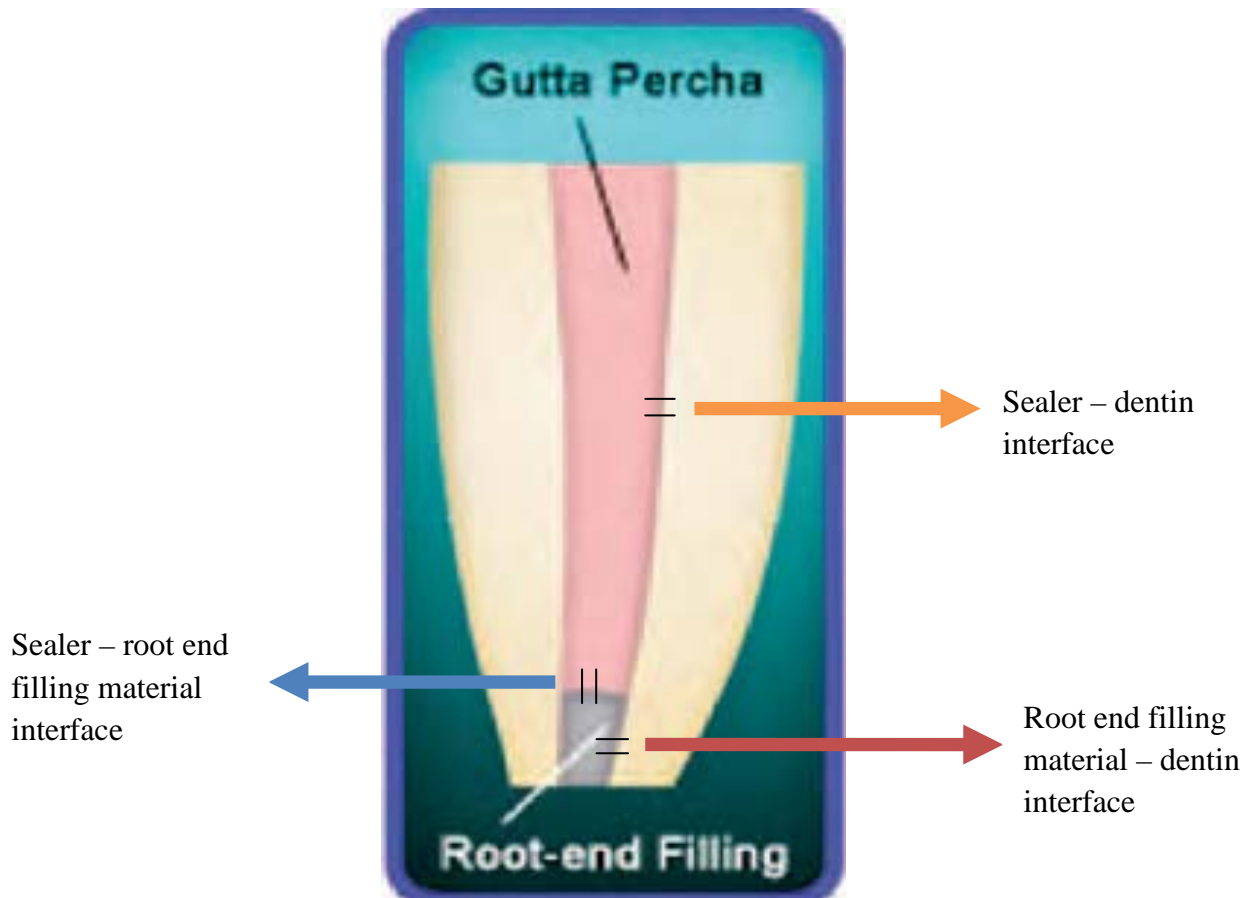 Gutta Percha
Sealer – dentin
interface
Sealer – root end
filling material
interface
Root end filling
material – dentin
interface
Root-end Filling